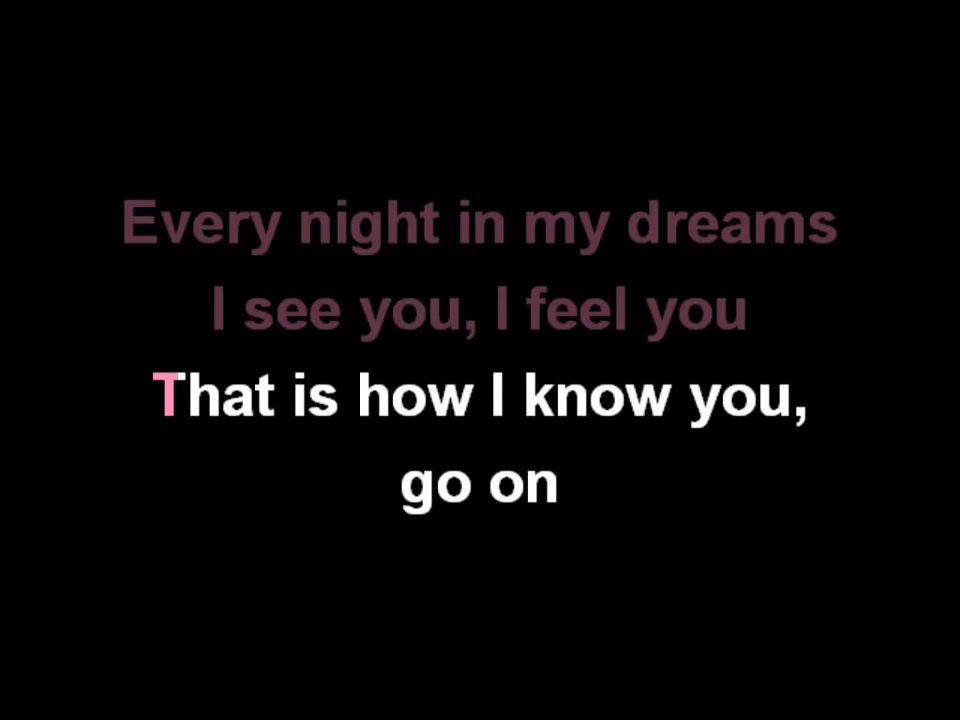 Every night in my dreams
I see you, I feel you
That is how I know you,
go on